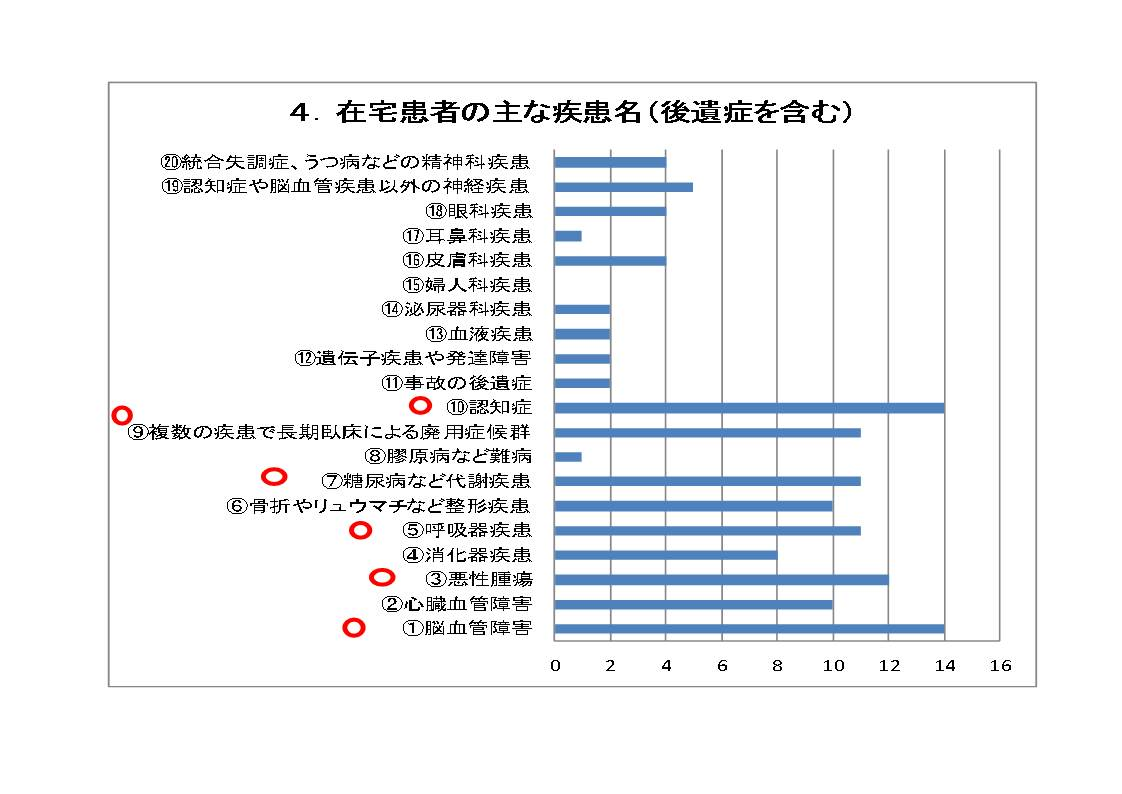 ４．在宅患者の主な疾患名（後遺症を含む）
⑳統合失調症、うつ病などの精神科疾患
⑲認知症や脳血管疾患以外の神経疾患
⑱眼科疾患
⑰耳鼻科疾患
⑯皮膚科疾患
⑮婦人科疾患
⑭泌尿器科疾患
⑬血液疾患
⑫遺伝子疾患や発達障害
⑪事故の後遺症
⑩認知症
⑨複数の疾患で長期臥床による廃用症候群
⑧膠原病など難病
⑦糖尿病など代謝疾患
⑥骨折やリュウマチなど整形疾患
⑤呼吸器疾患
④消化器疾患
③悪性腫瘍
②心臓血管障害
①脳血管障害
0 2 4 6 8 10 12 14 16